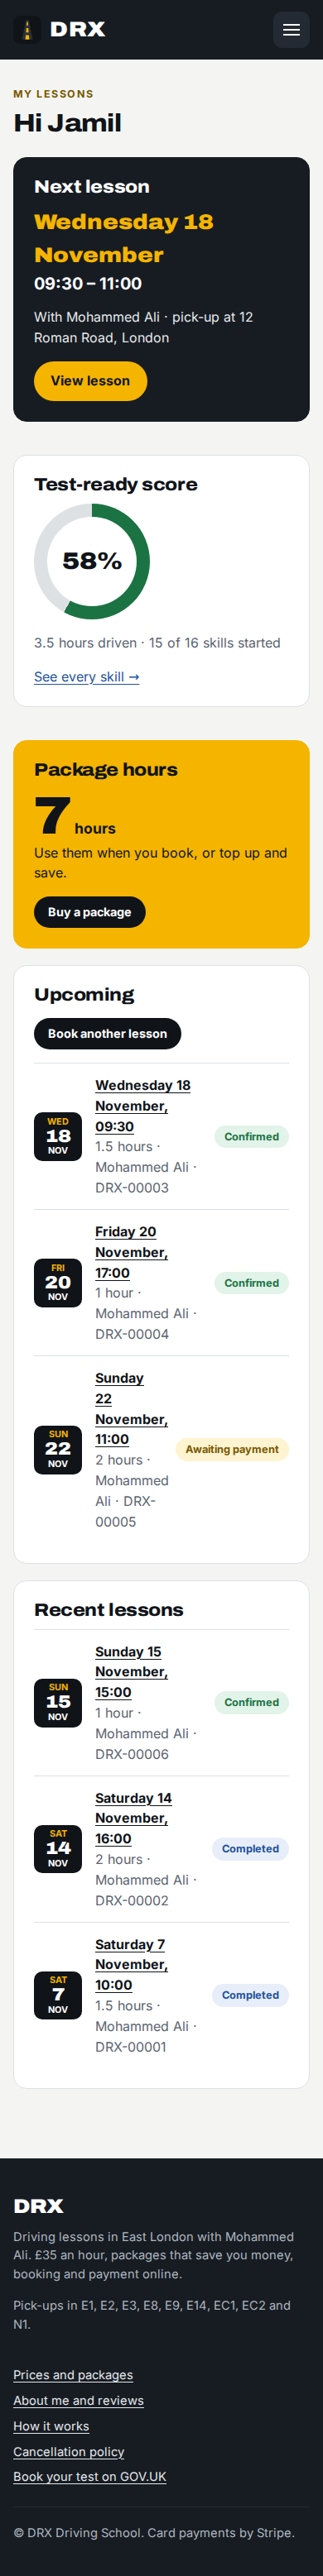 DRX
MY LESSONS
Hi Jamil
Next lesson
Wednesday 18
November
09:30 – 11:00
With Mohammed Ali · pick-up at 12
Roman Road, London
View lesson
Test-ready score
58%
3.5 hours driven · 15 of 16 skills started
See every skill →
Package hours
7 hours
Use them when you book, or top up and
save.
Buy a package
Upcoming
Book another lesson
WED
18
NOV
Wednesday 18
November,
09:30
1.5 hours ·
Mohammed Ali ·
DRX-00003
Confirmed
FRI
20
NOV
Friday 20
November,
17:00
1 hour ·
Mohammed Ali ·
DRX-00004
Confirmed
SUN
22
NOV
Sunday
22
November,
11:00
2 hours ·
Mohammed
Ali · DRX-
00005
Awaiting payment
Recent lessons
SUN
15
NOV
Sunday 15
November,
15:00
1 hour ·
Mohammed Ali ·
DRX-00006
Confirmed
SAT
14
NOV
Saturday 14
November,
16:00
2 hours ·
Mohammed Ali ·
DRX-00002
Completed
SAT
7
NOV
Saturday 7
November,
10:00
1.5 hours ·
Mohammed Ali ·
DRX-00001
Completed
DRX
Driving lessons in East London with Mohammed
Ali. £35 an hour, packages that save you money,
booking and payment online.
Pick-ups in E1, E2, E3, E8, E9, E14, EC1, EC2 and
N1.
Prices and packages
About me and reviews
How it works
Cancellation policy
Book your test on GOV.UK
© DRX Driving School. Card payments by Stripe.